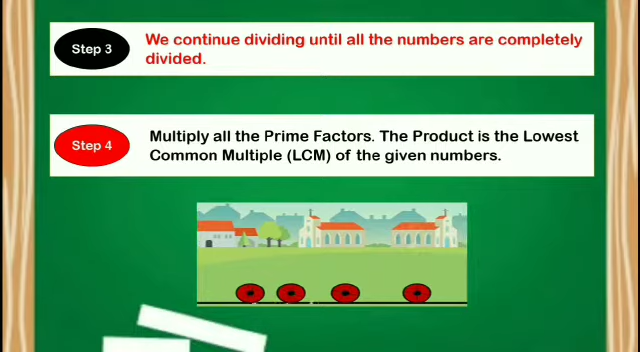 Step 3
We continue dividing until all the numbers are completely
divided.
Step 4
Multiply all the Prime Factors. The Product is the Lowest
Common Multiple (LCM) of the given numbers.